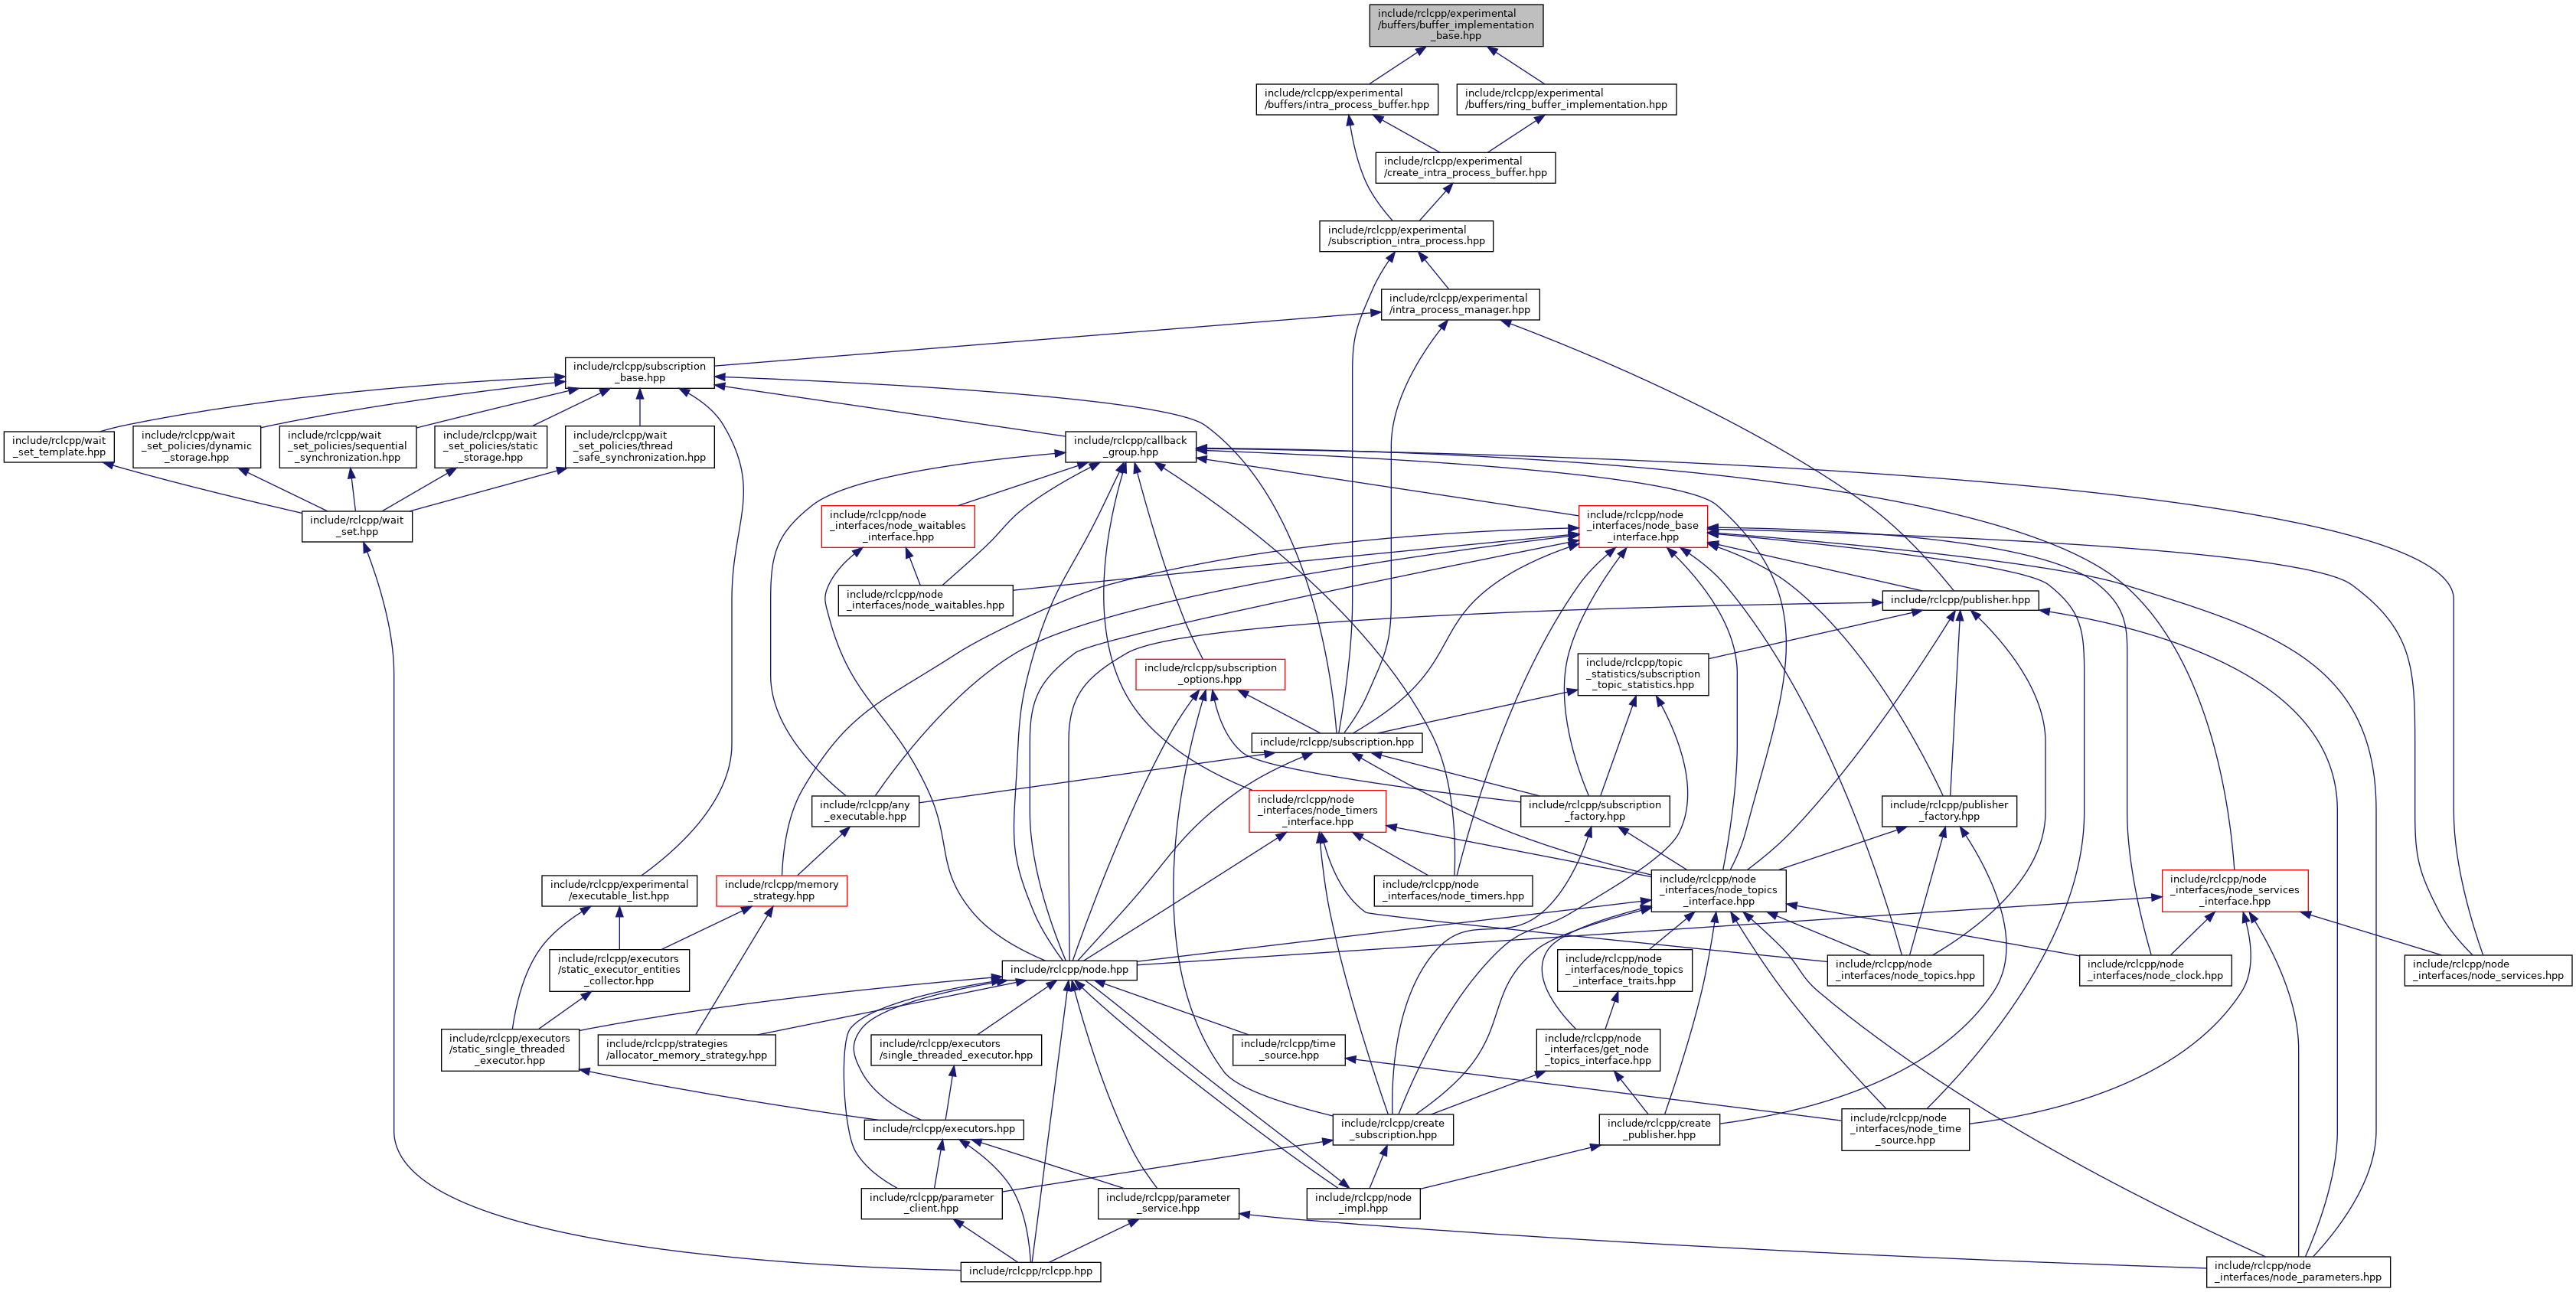 include/rclcpp/experimental
/buffers/buffer_implementation
_base.hpp
include/rclcpp/experimental
/buffers/intra_process_buffer.hpp
include/rclcpp/experimental
/buffers/ring_buffer_implementation.hpp
include/rclcpp/experimental
/create_intra_process_buffer.hpp
include/rclcpp/experimental
/subscription_intra_process.hpp
include/rclcpp/experimental
/intra_process_manager.hpp
include/rclcpp/subscription
_base.hpp
include/rclcpp/wait
_set_template.hpp
include/rclcpp/wait
_set_policies/dynamic
_storage.hpp
include/rclcpp/wait
_set_policies/sequential
_synchronization.hpp
include/rclcpp/wait
_set_policies/static
_storage.hpp
include/rclcpp/wait
_set_policies/thread
_safe_synchronization.hpp
include/rclcpp/callback
_group.hpp
include/rclcpp/wait
_set.hpp
include/rclcpp/node
_interfaces/node_waitables
_interface.hpp
include/rclcpp/node
_interfaces/node_base
_interface.hpp
include/rclcpp/node
_interfaces/node_waitables.hpp
include/rclcpp/publisher.hpp
include/rclcpp/subscription
_options.hpp
include/rclcpp/topic
_statistics/subscription
_topic_statistics.hpp
include/rclcpp/subscription.hpp
include/rclcpp/any
_executable.hpp
include/rclcpp/node
_interfaces/node_timers
_interface.hpp
include/rclcpp/subscription
_factory.hpp
include/rclcpp/publisher
_factory.hpp
include/rclcpp/experimental
/executable_list.hpp
include/rclcpp/memory
_strategy.hpp
include/rclcpp/node
_interfaces/node_timers.hpp
include/rclcpp/node
_interfaces/node_topics
_interface.hpp
include/rclcpp/node
_interfaces/node_services
_interface.hpp
include/rclcpp/executors
/static_executor_entities
_collector.hpp
include/rclcpp/node.hpp
include/rclcpp/node
_interfaces/node_topics
_interface_traits.hpp
include/rclcpp/node
_interfaces/node_topics.hpp
include/rclcpp/node
_interfaces/node_clock.hpp
include/rclcpp/node
_interfaces/node_services.hpp
include/rclcpp/executors
/static_single_threaded
_executor.hpp
include/rclcpp/strategies
/allocator_memory_strategy.hpp
include/rclcpp/executors
/single_threaded_executor.hpp
include/rclcpp/time
_source.hpp
include/rclcpp/node
_interfaces/get_node
_topics_interface.hpp
include/rclcpp/executors.hpp
include/rclcpp/create
_subscription.hpp
include/rclcpp/create
_publisher.hpp
include/rclcpp/node
_interfaces/node_time
_source.hpp
include/rclcpp/parameter
_client.hpp
include/rclcpp/parameter
_service.hpp
include/rclcpp/node
_impl.hpp
include/rclcpp/rclcpp.hpp
include/rclcpp/node
_interfaces/node_parameters.hpp